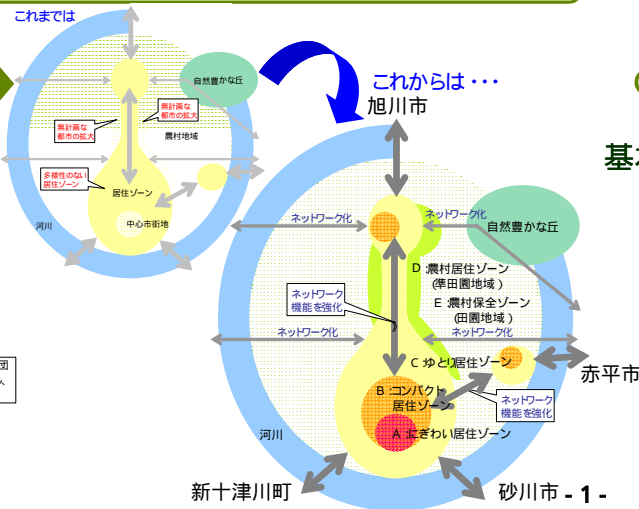 これまでは
自然豊かな丘
無計画な
都市の拡大
無計画な
都市の拡大
農村地域
多様性のない
居住ゾーン
居住ゾーン
中心市街地
河川
これからは・・・
旭川市
基本
ネットワーク化
ネットワーク化
自然豊かな丘
D :農村居住ゾーン
(準田園地域)
E :農村保全ゾーン
(田園地域)
ネットワーク
機能を強化
ネットワーク化
ネットワーク化
C :ゆとり居住ゾーン
赤平市
B :コンパクト
居住ゾーン
ネットワーク
機能を強化
A :にぎわい居住ゾーン
河川
団
新十津川町
砂川市
- 1 -